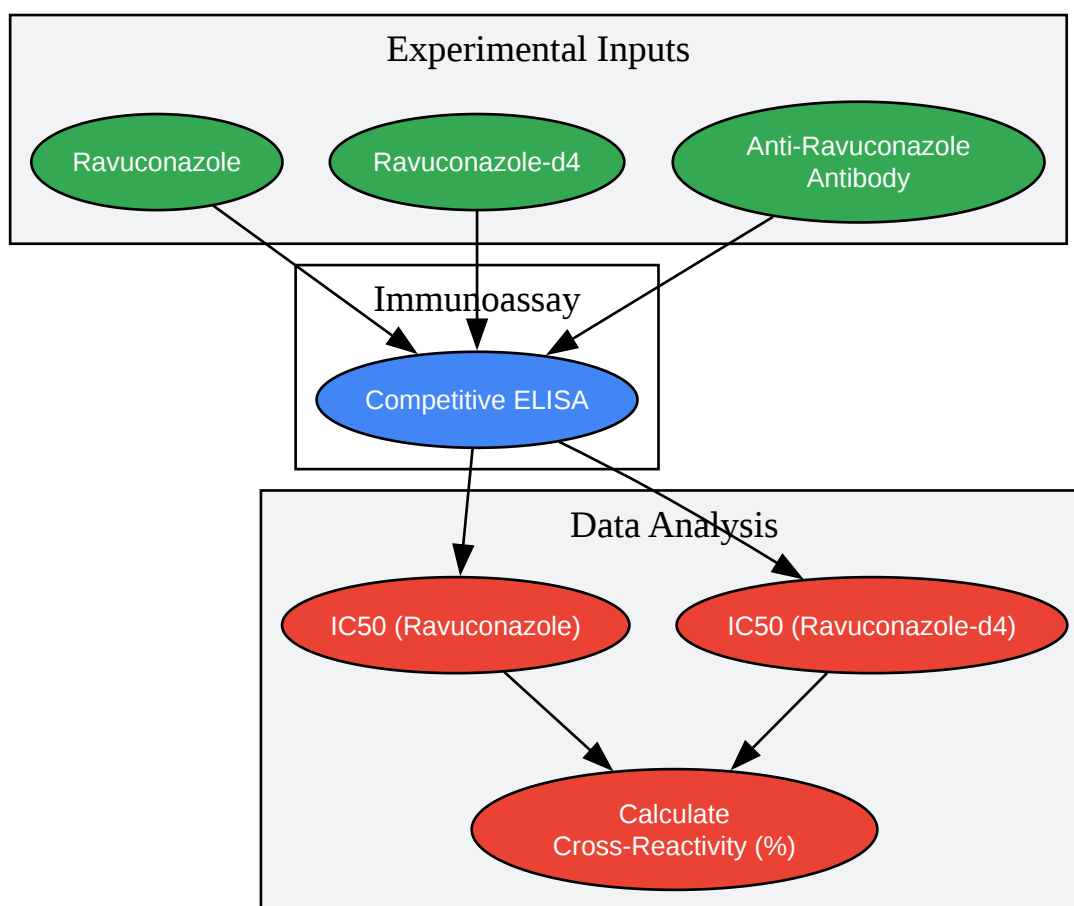 Experimental Inputs
Ravuconazole
Ravuconazole-d4
Anti-Ravuconazole
Antibody
Immunoassay
Competitive ELISA
Data Analysis
IC50 (Ravuconazole)
IC50 (Ravuconazole-d4)
Calculate
Cross-Reactivity (%)